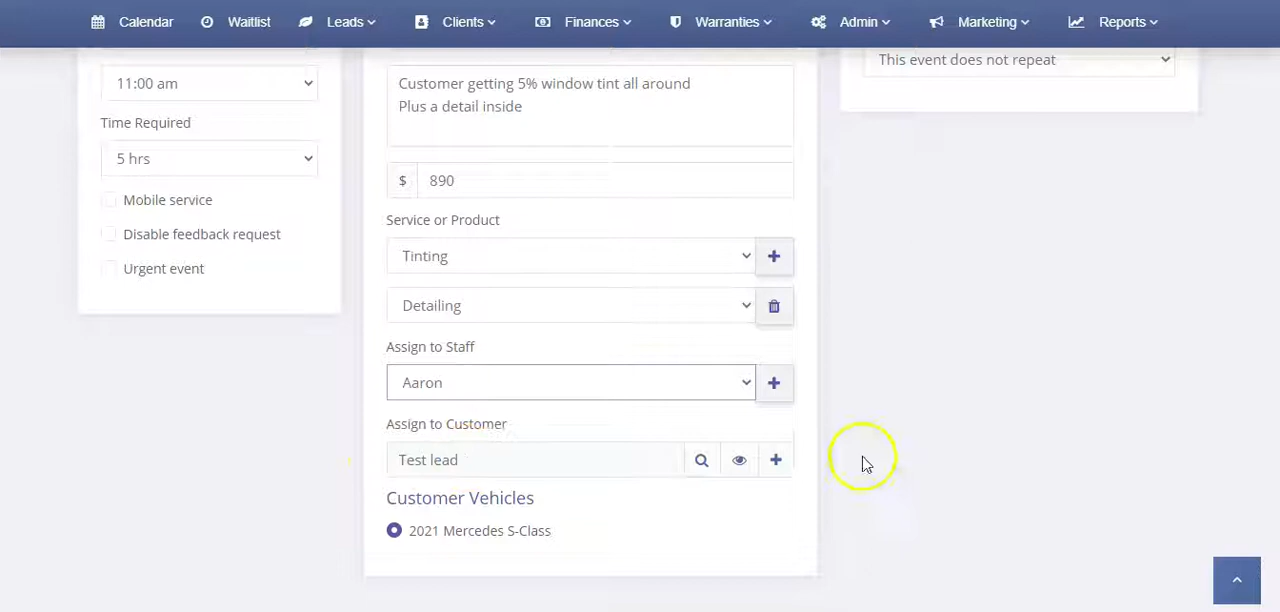 Calendar Waitlist Leads Clients Finances Warranties Admin Marketing Reports
11:00 am
Time Required
5 hrs
Mobile service
Disable feedback request
Urgent event
Customer getting 5% window tint all around
Plus a detail inside
$ 890
Service or Product
Tinting
Detailing
Assign to Staff
Aaron
Assign to Customer
Test lead
Customer Vehicles
2021 Mercedes S-Class
This event does not repeat